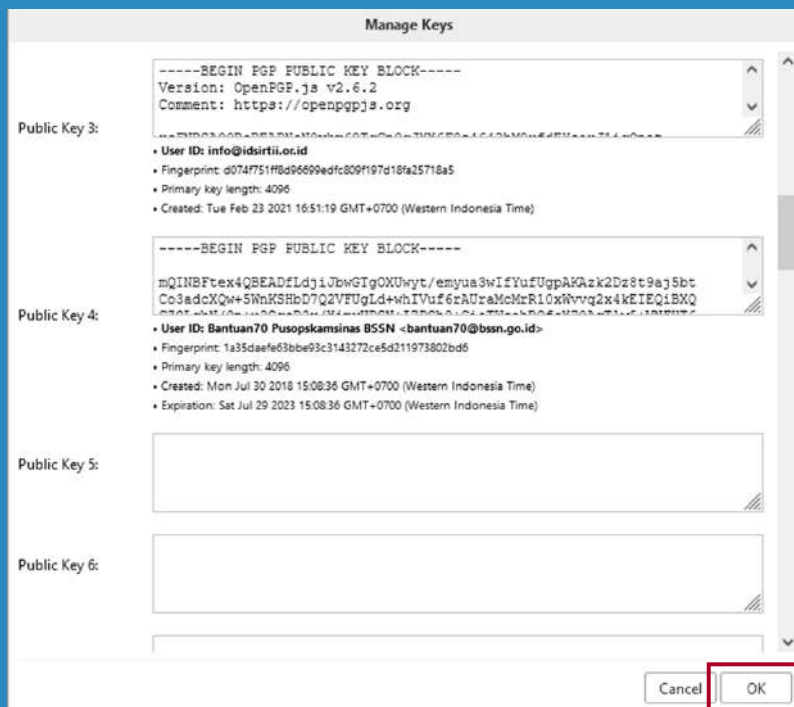 Manage Keys
Public Key 3:
-----BEGIN PGP PUBLIC KEY BLOCK-----
Version: OpenPGP.js v2.6.2
Comment: https://openpgpjs.org
• User ID: info@idsirtii.or.id
• Fingerprint: d074f751ff8d96699edfc809f197d18fa25718a5
• Primary key length: 4096
• Created: Tue Feb 23 2021 16:51:19 GMT+0700 (Western Indonesia Time)
Public Key 4:
-----BEGIN PGP PUBLIC KEY BLOCK-----
mQINBFtex4QBEADfLdjiJbwGTgOXUwyt/emyua3wIfYufUgpAKAzk2Dz8t9aj5bt
Co3adcXQw+5WnKSHbD7Q2VFUgLd+whIVuf6rAUraMcMrR10xWvvq2x4kEIEQiBXQ
• User ID: Bantuan70 Pusopskamsinas BSSN <bantuan70@bssn.go.id>
• Fingerprint: 1a35daefe63bbe93c3143272ce5d211973802bd6
• Primary key length: 4096
• Created: Mon Jul 30 2018 15:08:36 GMT+0700 (Western Indonesia Time)
• Expiration: Sat Jul 29 2023 15:08:36 GMT+0700 (Western Indonesia Time)
Public Key 5:
Public Key 6:
Cancel
OK